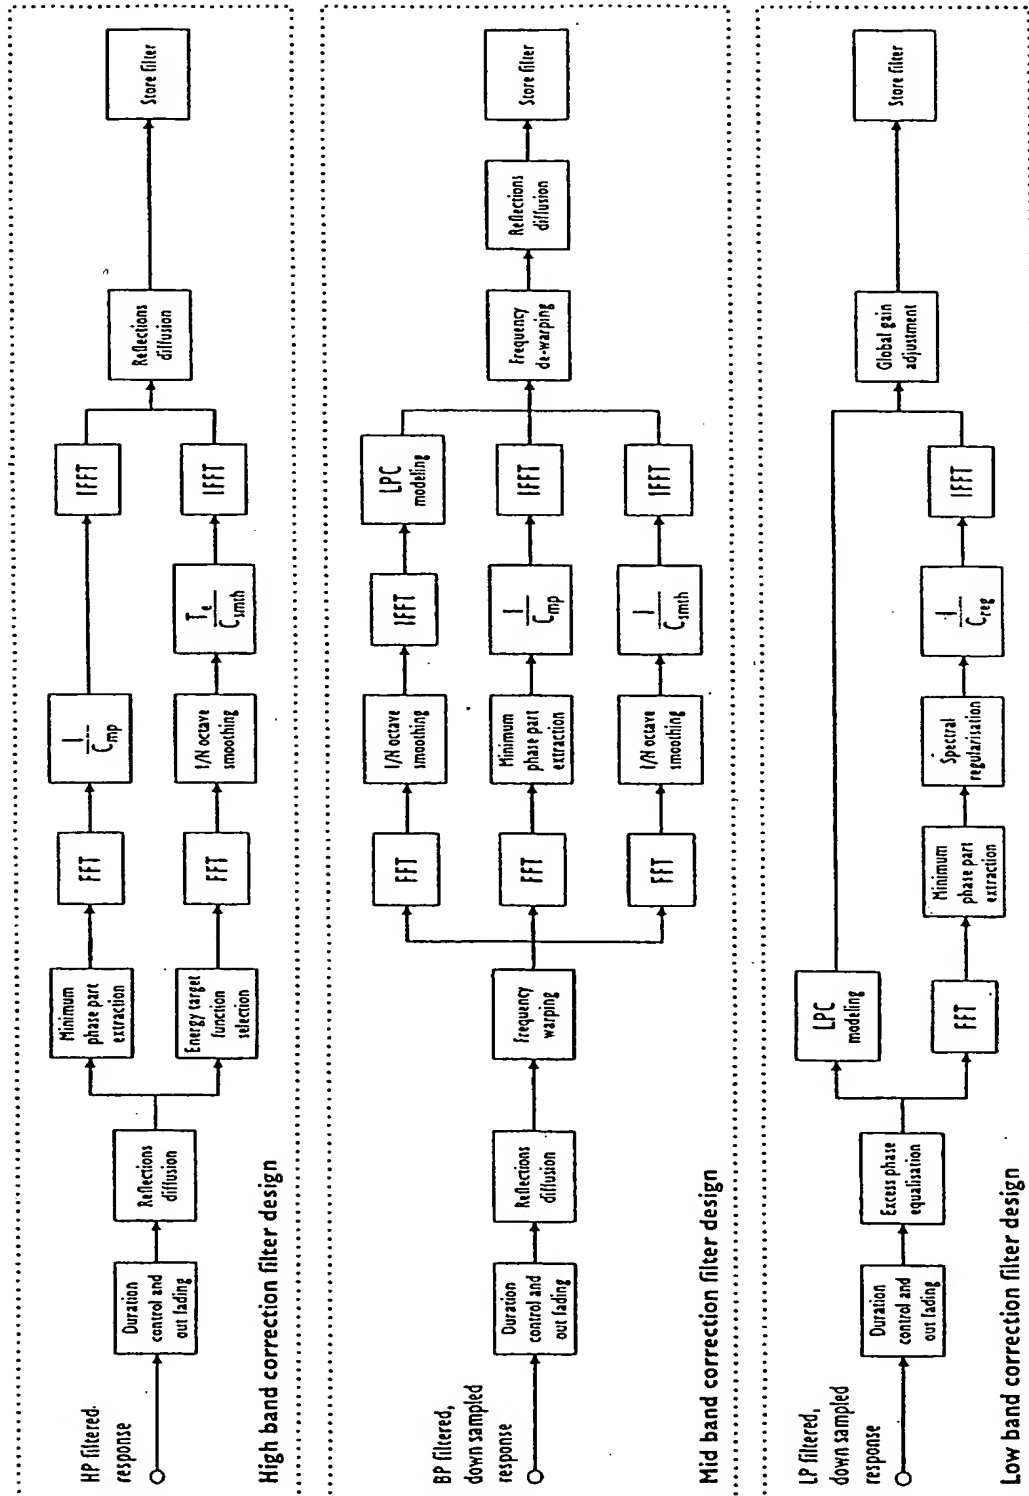 HP filtered
response
Duration
control and
out fading
Reflections
diffusion
Minimum
phase part
extraction
FFT
1
Cmp
IFFT
Energy target
function
selection
FFT
1/N octave
smoothing
Te
Csmth
IFFT
Reflections
diffusion
Store filter
High band correction filter design
BP filtered,
down sampled
response
Duration
control and
out fading
Reflections
diffusion
Frequency
warping
FFT
1/N octave
smoothing
IFFT
LPC
modeling
FFT
Minimum
phase part
extraction
1
Cmp
IFFT
FFT
1/N octave
smoothing
1
Csmth
IFFT
Frequency
de-warping
Reflections
diffusion
Store filter
Mid band correction filter design
LP filtered,
down sampled
response
Duration
control and
out fading
Excess phase
equalisation
LPC
modeling
FFT
Minimum
phase part
extraction
Spectral
regularisation
1
Creg
IFFT
Global gain
adjustment
Store filter
Low band correction filter design